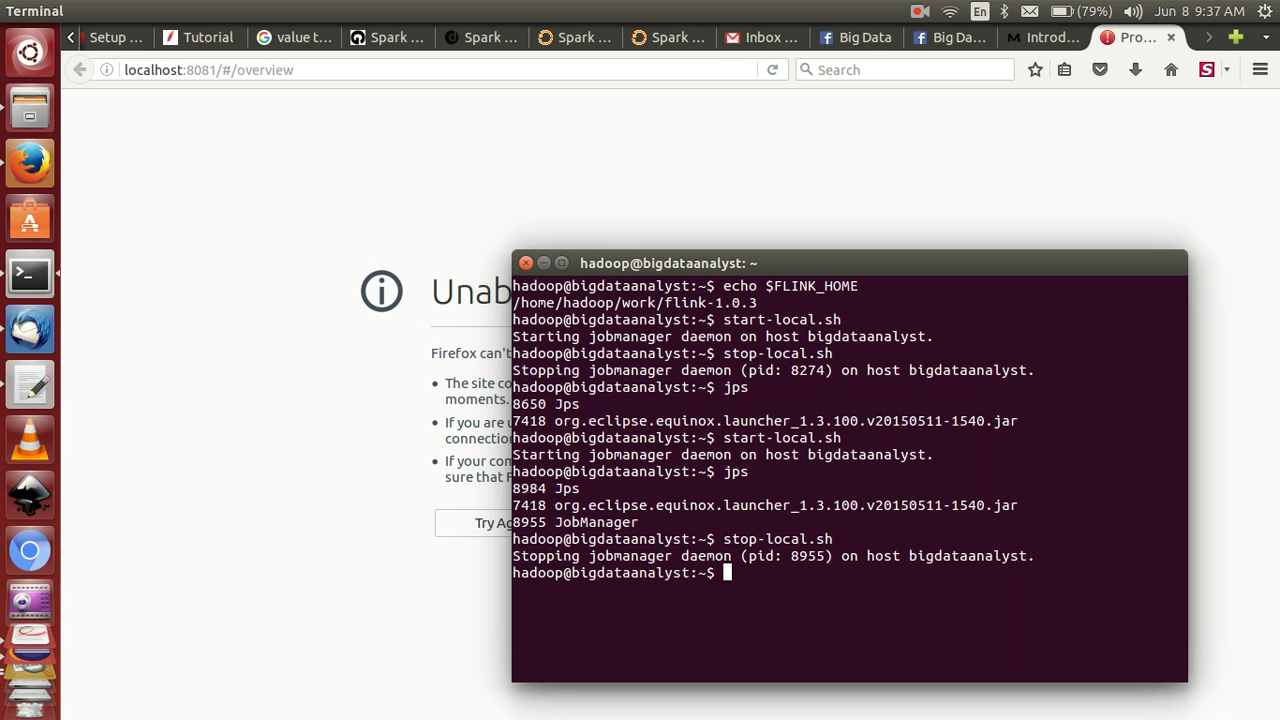 Terminal
En
(79%)
Jun 8 9:37 AM
Setup ...
Tutorial
value t...
Spark ...
Spark ...
Spark ...
Spark ...
Inbox ...
Big Data
Big Da...
Introd...
Pro...
localhost:8081/#/overview
Search
Unab
Firefox can't
The site co
moments.
If you are u
connection
If your com
sure that F
Try Ag
hadoop@bigdataanalyst: ~
hadoop@bigdataanalyst:~$ echo $FLINK_HOME
/home/hadoop/work/flink-1.0.3
hadoop@bigdataanalyst:~$ start-local.sh
Starting jobmanager daemon on host bigdataanalyst.
hadoop@bigdataanalyst:~$ stop-local.sh
Stopping jobmanager daemon (pid: 8274) on host bigdataanalyst.
hadoop@bigdataanalyst:~$ jps
8650 Jps
7418 org.eclipse.equinox.launcher_1.3.100.v20150511-1540.jar
hadoop@bigdataanalyst:~$ start-local.sh
Starting jobmanager daemon on host bigdataanalyst.
hadoop@bigdataanalyst:~$ jps
8984 Jps
7418 org.eclipse.equinox.launcher_1.3.100.v20150511-1540.jar
8955 JobManager
hadoop@bigdataanalyst:~$ stop-local.sh
Stopping jobmanager daemon (pid: 8955) on host bigdataanalyst.
hadoop@bigdataanalyst:~$